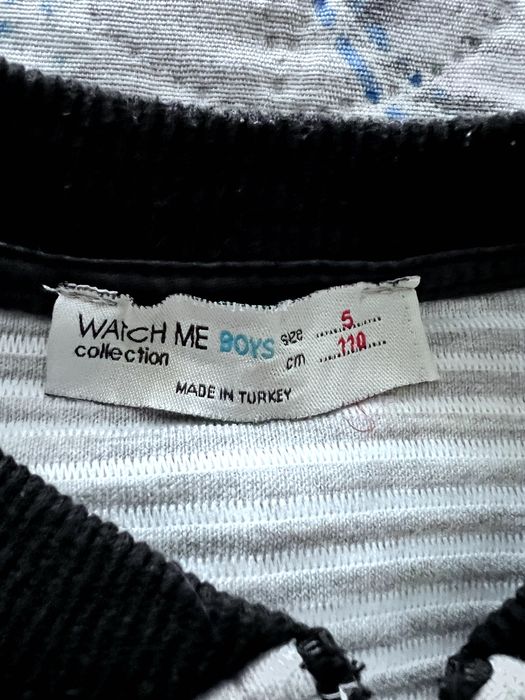 WATCH ME BOYS
collection
size ......5......
cm ......110......
MADE IN TURKEY